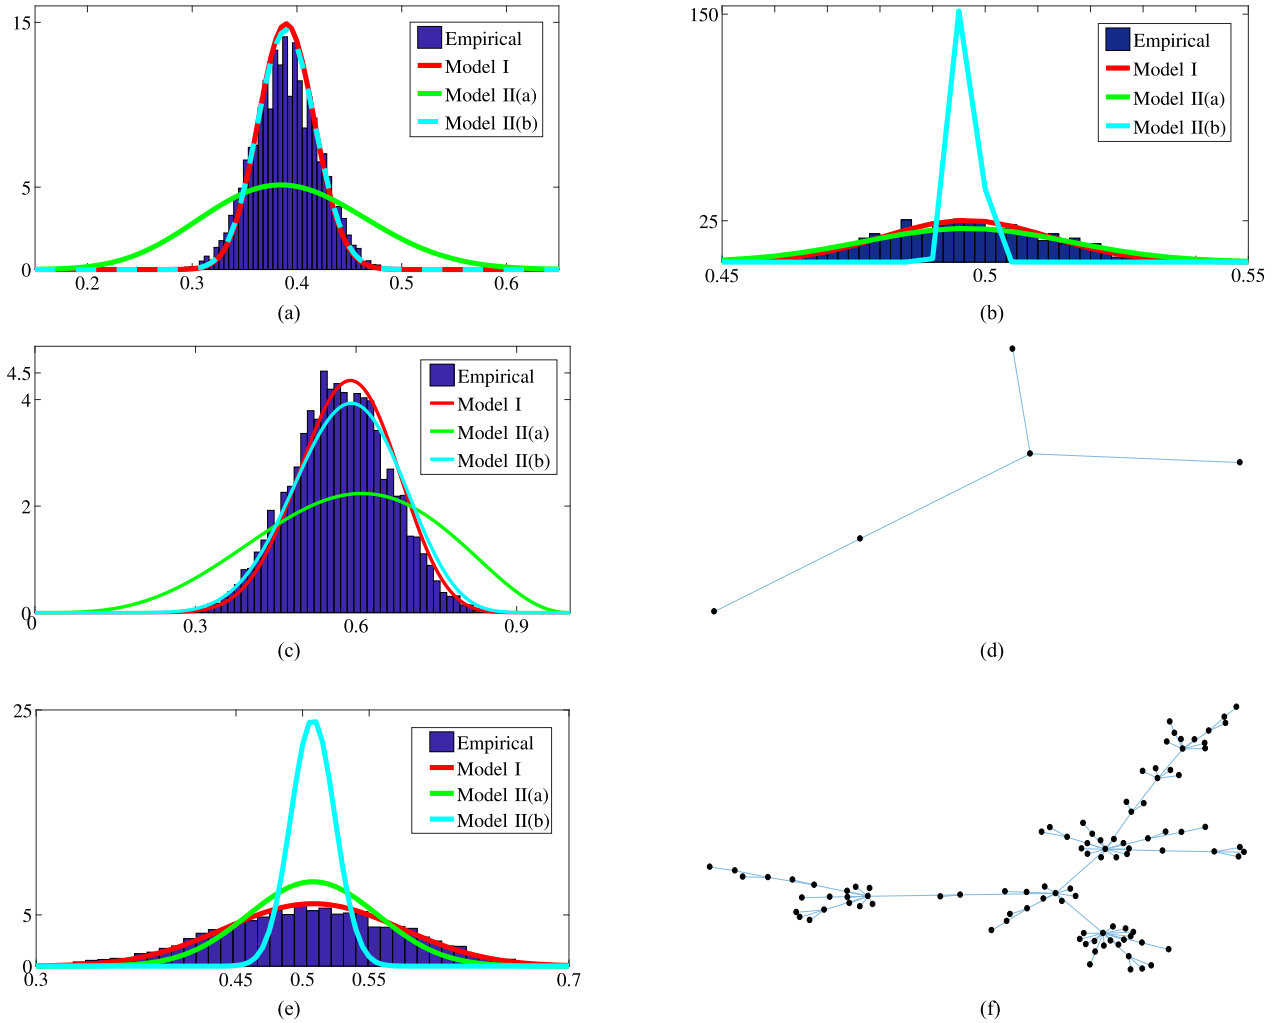 15
5
0
0.2
0.3
0.4
0.5
0.6
Empirical
Model I
Model II(a)
Model II(b)
(a)
150
25
0.45
0.5
0.55
Empirical
Model I
Model II(a)
Model II(b)
(b)
4.5
4
2
0
0
0.3
0.6
0.9
Empirical
Model I
Model II(a)
Model II(b)
(c)
(d)
25
5
0
0.3
0.45
0.5
0.55
0.7
Empirical
Model I
Model II(a)
Model II(b)
(e)
(f)